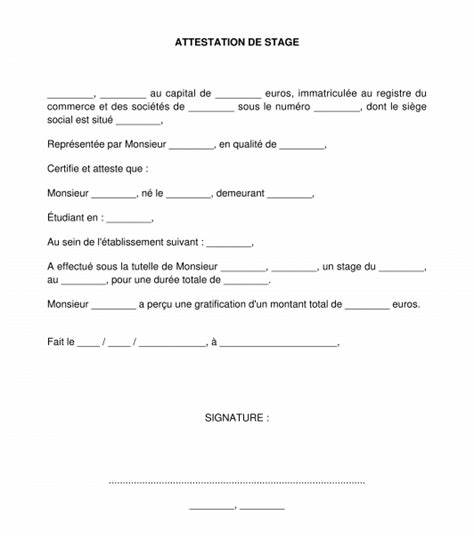 ATTESTATION DE STAGE
________, ________ au capital de ________ euros, immatriculée au registre du
commerce et des sociétés de ________ sous le numéro ________, dont le siège
social est situé ________,
Représentée par Monsieur ________, en qualité de ________,
Certifie et atteste que :
Monsieur ________, né le ________, demeurant ________,
Étudiant en : ________,
Au sein de l'établissement suivant : ________,
A effectué sous la tutelle de Monsieur ________, ________, un stage du ________,
au ________, pour une durée totale de ________.
Monsieur ________ a perçu une gratification d'un montant total de ________ euros.
Fait le ____ / ____ / ____________, à _____________________,
SIGNATURE :
................................................................................
________, ________